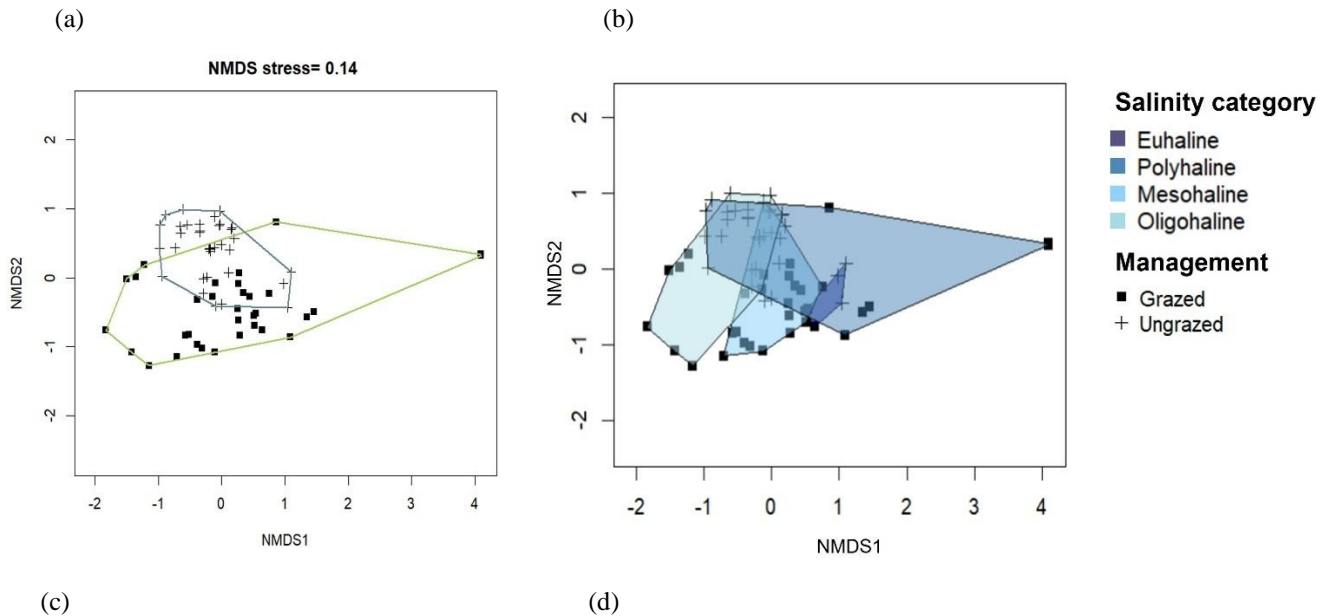 (a)
(b)
NMDS stress= 0.14
2
1
0
-1
-2
NMDS2
-2 -1 0 1 2 3 4
NMDS1
2
1
0
-1
-2
NMDS2
-2 -1 0 1 2 3 4
NMDS1
Salinity category
Euhaline
Polyhaline
Mesohaline
Oligohaline
Management
Grazed
Ungrazed
(c)
(d)